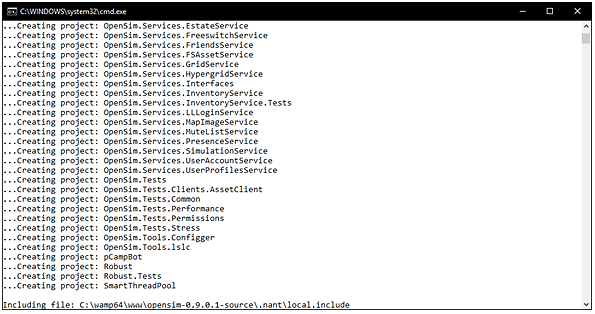 C:\WINDOWS\system32\cmd.exe
...Creating project: OpenSim.Services.EstateService
...Creating project: OpenSim.Services.FreeswitchService
...Creating project: OpenSim.Services.FriendsService
...Creating project: OpenSim.Services.FSAssetService
...Creating project: OpenSim.Services.GridService
...Creating project: OpenSim.Services.HypergridService
...Creating project: OpenSim.Services.Interfaces
...Creating project: OpenSim.Services.InventoryService
...Creating project: OpenSim.Services.InventoryService.Tests
...Creating project: OpenSim.Services.LLLoginService
...Creating project: OpenSim.Services.MapImageService
...Creating project: OpenSim.Services.MuteListService
...Creating project: OpenSim.Services.PresenceService
...Creating project: OpenSim.Services.SimulationService
...Creating project: OpenSim.Services.UserAccountService
...Creating project: OpenSim.Services.UserProfilesService
...Creating project: OpenSim.Tests
...Creating project: OpenSim.Tests.Clients.AssetClient
...Creating project: OpenSim.Tests.Common
...Creating project: OpenSim.Tests.Performance
...Creating project: OpenSim.Tests.Permissions
...Creating project: OpenSim.Tests.Stress
...Creating project: OpenSim.Tools.Configger
...Creating project: OpenSim.Tools.lslc
...Creating project: pCampBot
...Creating project: Robust
...Creating project: Robust.Tests
...Creating project: SmartThreadPool
Including file: C:\wamp64\www\opensim-0.9.0.1-source\.nant\local.include